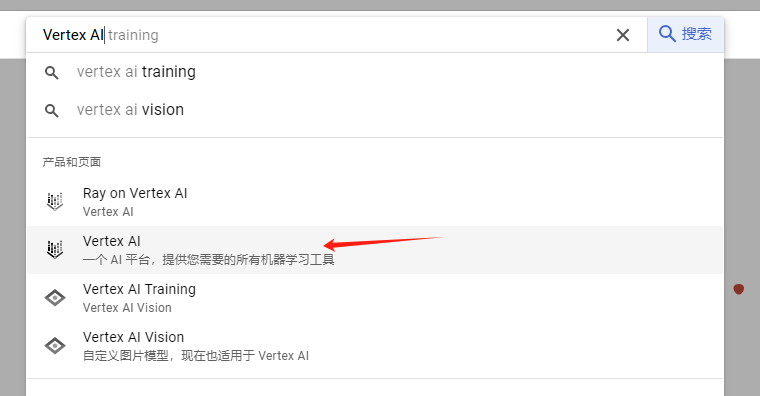 Vertex AI training
搜索
vertex ai training
vertex ai vision
产品和页面
Ray on Vertex AI
Vertex AI
Vertex AI
一个 AI 平台，提供您需要的所有机器学习工具
Vertex AI Training
Vertex AI Vision
Vertex AI Vision
自定义图片模型，现在也适用于 Vertex AI